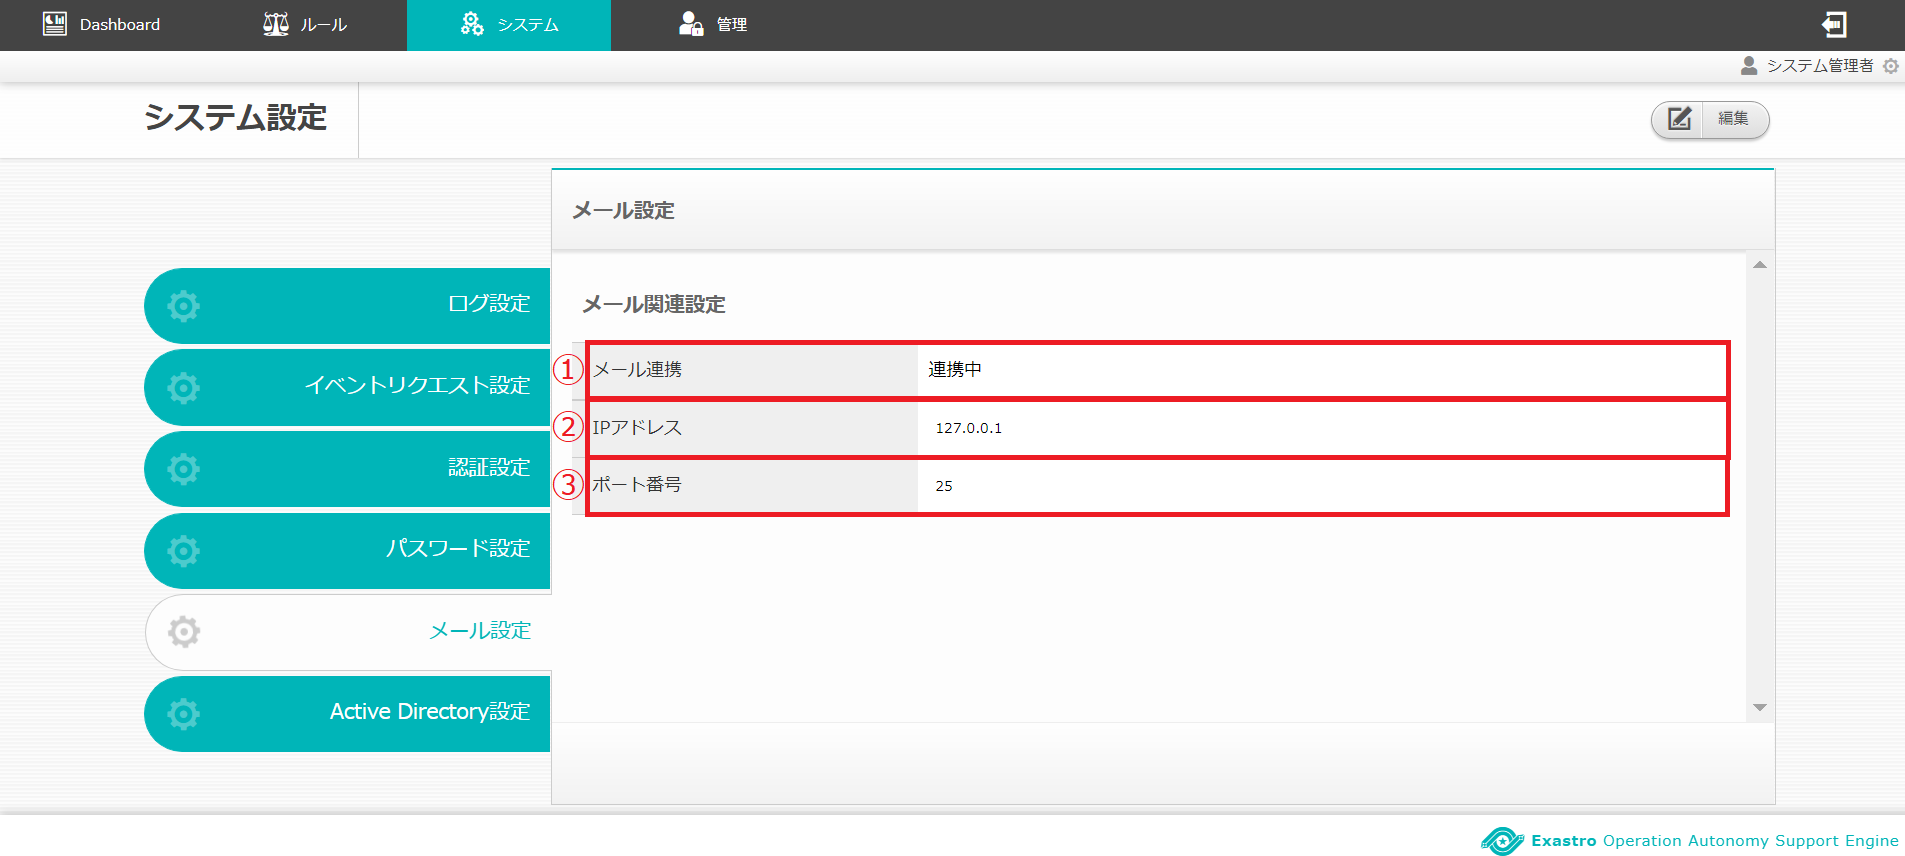 Dashboard ルール システム 管理
システム管理者
システム設定
編集
メール設定
メール関連設定
ログ設定
イベントリクエスト設定
認証設定
パスワード設定
メール設定
Active Directory設定
① メール連携 連携中
② IPアドレス 127.0.0.1
③ ポート番号 25
Exastro Operation Autonomy Support Engine